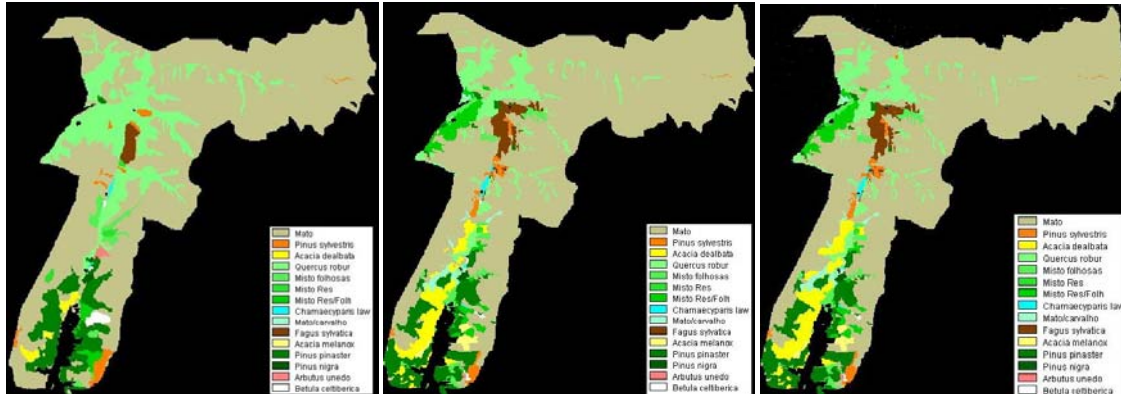 Mato
Pinus sylvestris
Acacia dealbata
Quercus robur
Misto folhosas
Misto Res
Misto Res/Folh
Chamaecyparis law
Mato/carvalho
Fagus sylvatica
Acacia melanox
Pinus pinaster
Pinus nigra
Arbutus unedo
Betula celtiberica
Mato
Pinus sylvestris
Acacia dealbata
Quercus robur
Misto folhosas
Misto Res
Misto Res/Folh
Chamaecyparis law
Mato/carvalho
Fagus sylvatica
Acacia melanox
Pinus pinaster
Pinus nigra
Arbutus unedo
Betula celtiberica
Mato
Pinus sylvestris
Acacia dealbata
Quercus robur
Misto folhosas
Misto Res
Misto Res/Folh
Chamaecyparis law
Mato/carvalho
Fagus sylvatica
Acacia melanox
Pinus pinaster
Pinus nigra
Arbutus unedo
Betula celtiberica